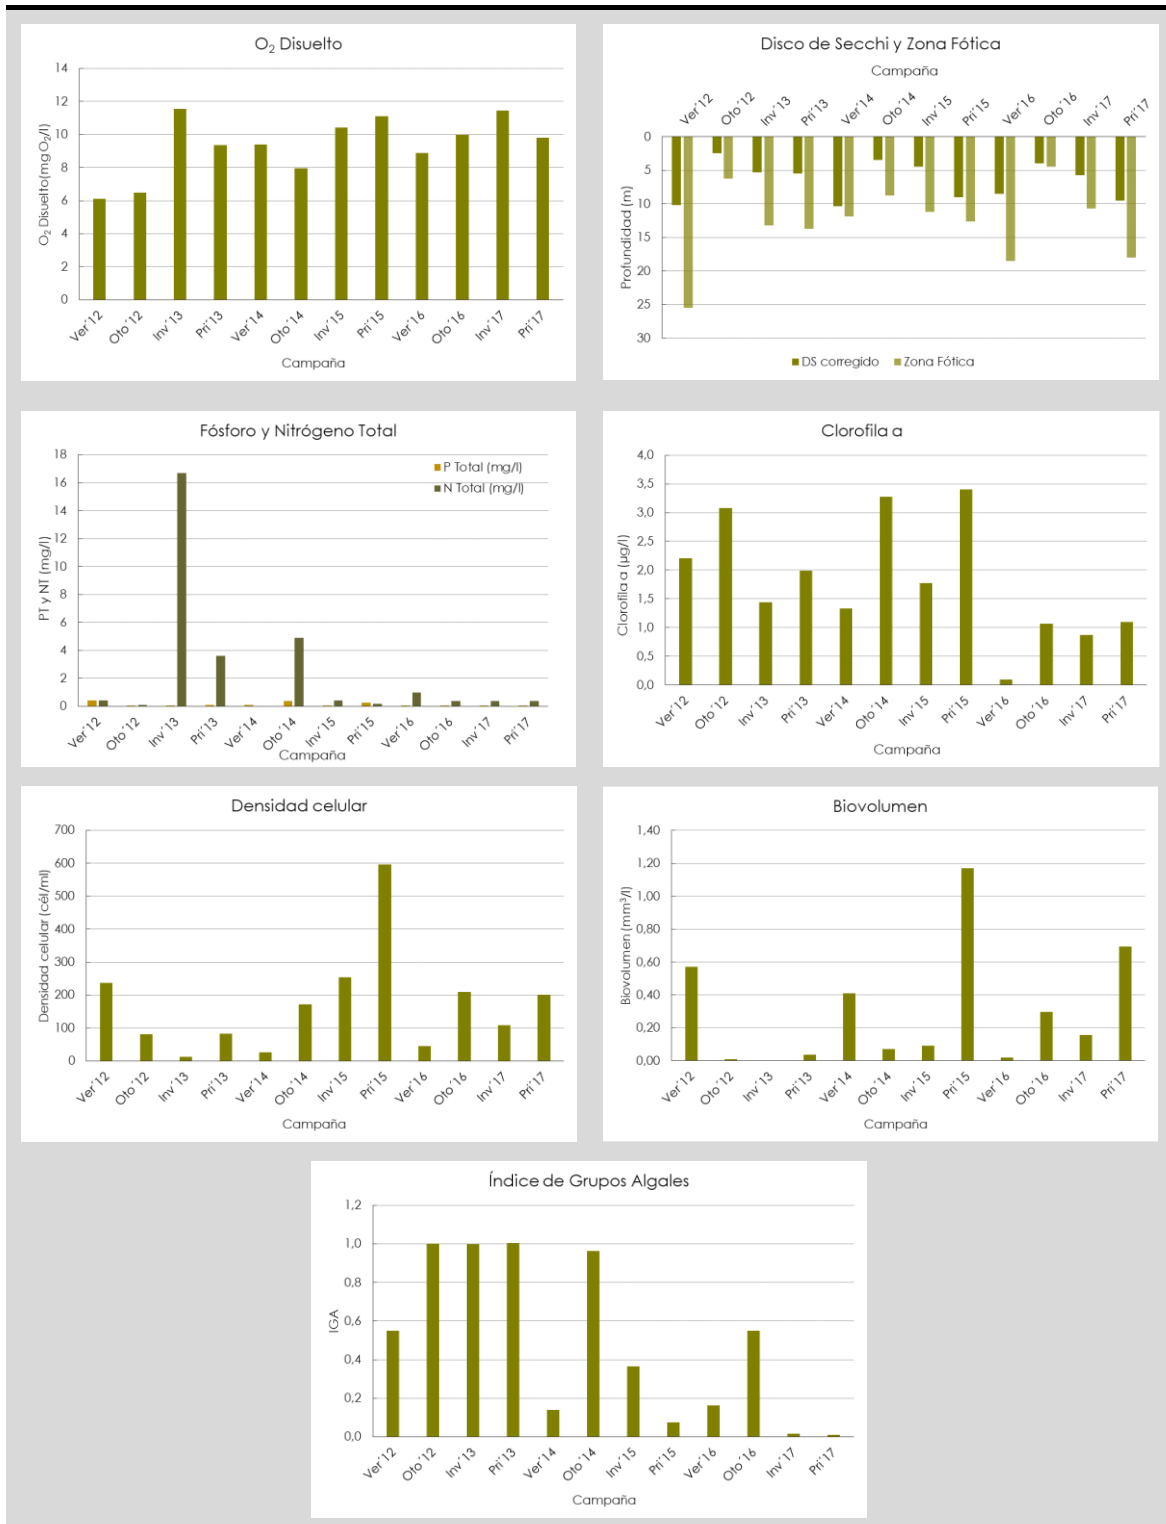 O₂ Disuelto
O₂ Disuelto(mg O₂/l)
14
12
10
8
6
4
2
0
Ver´12 Oto´12 Inv´13 Pri´13 Ver´14 Oto´14 Inv´15 Pri´15 Ver´16 Oto´16 Inv´17 Pri´17
Campaña
Disco de Secchi y Zona Fótica
Campaña
Ver´12 Oto´12 Inv´13 Pri´13 Ver´14 Oto´14 Inv´15 Pri´15 Ver´16 Oto´16 Inv´17 Pri´17
Profundidad (m)
0
5
10
15
20
25
30
DS corregido Zona Fótica
Fósforo y Nitrógeno Total
PT y NT (mg/l)
18
16
14
12
10
8
6
4
2
0
P Total (mg/l)
N Total (mg/l)
Ver´12 Oto´12 Inv´13 Pri´13 Ver´14 Oto´14 Inv´15 Pri´15 Ver´16 Oto´16 Inv´17 Pri´17
Campaña
Clorofila a
Clorofila a (µg/l)
4,0
3,5
3,0
2,5
2,0
1,5
1,0
0,5
0,0
Ver´12 Oto´12 Inv´13 Pri´13 Ver´14 Oto´14 Inv´15 Pri´15 Ver´16 Oto´16 Inv´17 Pri´17
Campaña
Densidad celular
Densidad celular (cél/ml)
700
600
500
400
300
200
100
0
Ver´12 Oto´12 Inv´13 Pri´13 Ver´14 Oto´14 Inv´15 Pri´15 Ver´16 Oto´16 Inv´17 Pri´17
Campaña
Biovolumen
Biovolumen (mm³/l)
1,40
1,20
1,00
0,80
0,60
0,40
0,20
0,00
Ver´12 Oto´12 Inv´13 Pri´13 Ver´14 Oto´14 Inv´15 Pri´15 Ver´16 Oto´16 Inv´17 Pri´17
Campaña
Índice de Grupos Algales
IGA
1,2
1,0
0,8
0,6
0,4
0,2
0,0
Ver´12 Oto´12 Inv´13 Pri´13 Ver´14 Oto´14 Inv´15 Pri´15 Ver´16 Oto´16 Inv´17 Pri´17
Campaña